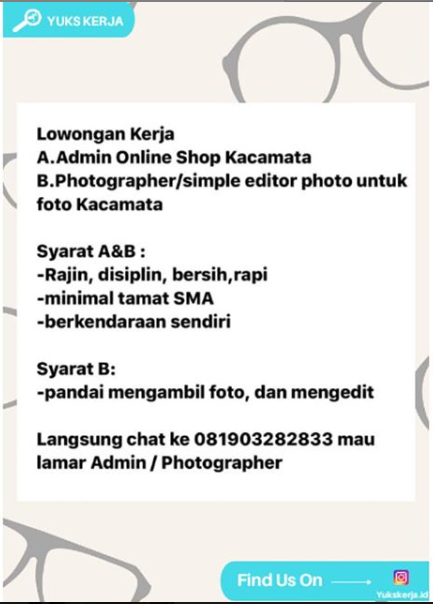 YUKS KERJA
Lowongan Kerja
A.Admin Online Shop Kacamata
B.Photographer/simple editor photo untuk
foto Kacamata
Syarat A&B :
-Rajin, disiplin, bersih,rapi
-minimal tamat SMA
-berkendaraan sendiri
Syarat B:
-pandai mengambil foto, dan mengedit
Langsung chat ke 081903282833 mau
lamar Admin / Photographer
Find Us On
Yukskerja.id